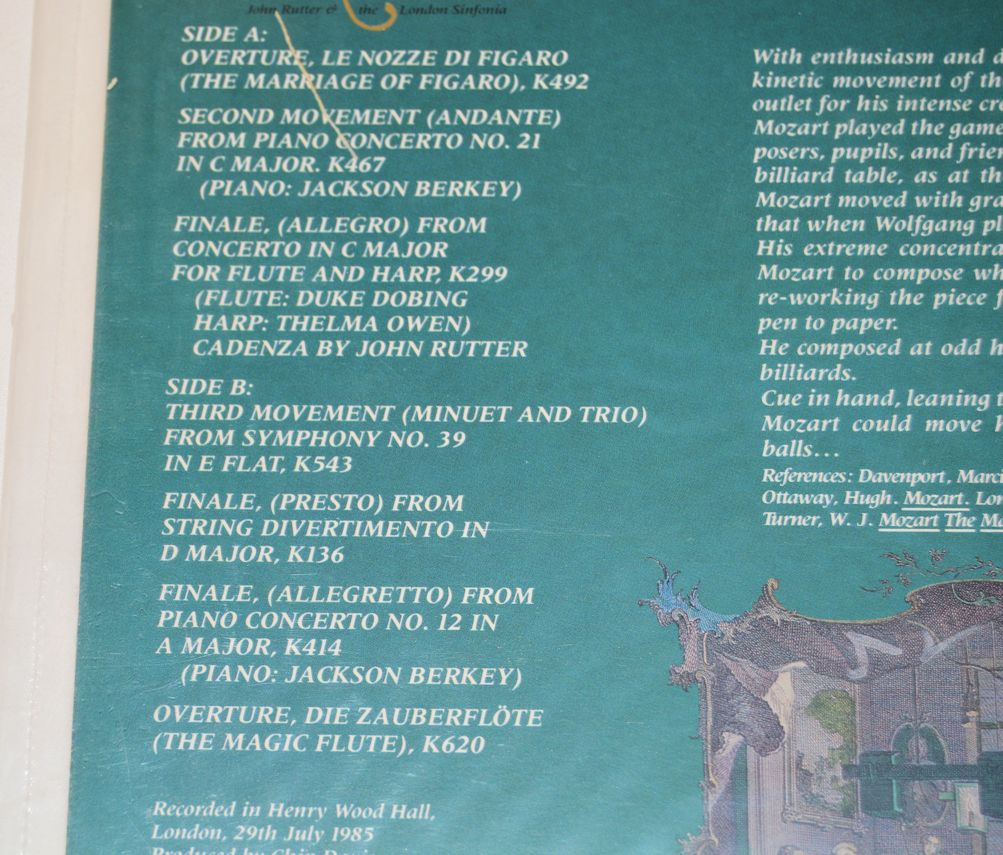 John Rutter & the London Sinfonia
SIDE A:
OVERTURE, LE NOZZE DI FIGARO
(THE MARRIAGE OF FIGARO), K492
SECOND MOVEMENT (ANDANTE)
FROM PIANO CONCERTO NO. 21
IN C MAJOR. K467
(PIANO: JACKSON BERKEY)
FINALE, (ALLEGRO) FROM
CONCERTO IN C MAJOR
FOR FLUTE AND HARP, K299
(FLUTE: DUKE DOBING
HARP: THELMA OWEN)
CADENZA BY JOHN RUTTER
SIDE B:
THIRD MOVEMENT (MINUET AND TRIO)
FROM SYMPHONY NO. 39
IN E FLAT, K543
FINALE, (PRESTO) FROM
STRING DIVERTIMENTO IN
D MAJOR, K136
FINALE, (ALLEGRETTO) FROM
PIANO CONCERTO NO. 12 IN
A MAJOR, K414
(PIANO: JACKSON BERKEY)
OVERTURE, DIE ZAUBERFLÖTE
(THE MAGIC FLUTE), K620
Recorded in Henry Wood Hall,
London, 29th July 1985
Produced by Chip
With enthusiasm and
kinetic movement of
outlet for his intense
Mozart played the
posers, pupils, and
billiard table, as at
Mozart moved with
that when Wolfgang
His extreme
Mozart to compose
re-working the piece
pen to paper.
He composed at odd
billiards.
Cue in hand, leaning
Mozart could move
balls...
References: Davenport,
Ottaway, Hugh. Mozart.
Turner, W. J. Mozart The